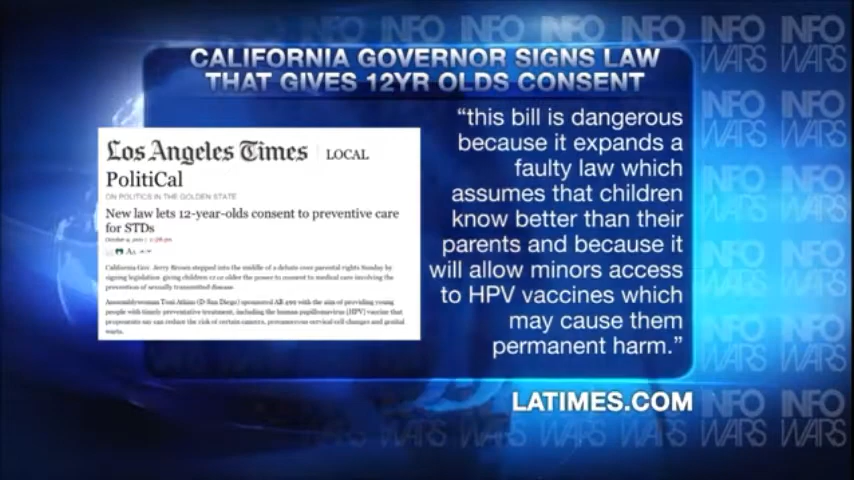 CALIFORNIA GOVERNOR SIGNS LAW
THAT GIVES 12YR OLDS CONSENT
Los Angeles Times | LOCAL
PolitiCal
ON POLITICS IN THE GOLDEN STATE
New law lets 12-year-olds consent to preventive care
for STDs
California Gov. Jerry Brown stepped into the middle of a debate over parental rights Sunday by
signing legislation giving children 12 or older the power to consent to medical care involving the
prevention of sexually transmitted disease.
Assemblywoman Toni Atkins (D-San Diego) sponsored AB 499 with the aim of providing young
people with timely preventative treatment, including the human papillomavirus [HPV] vaccine that
proponents say can reduce the risk of certain cancers, precancerous cervical cell changes and genital
warts.
“this bill is dangerous
because it expands a
faulty law which
assumes that children
know better than their
parents and because it
will allow minors access
to HPV vaccines which
may cause them
permanent harm.”
LATIMES.COM
INFO
WARS